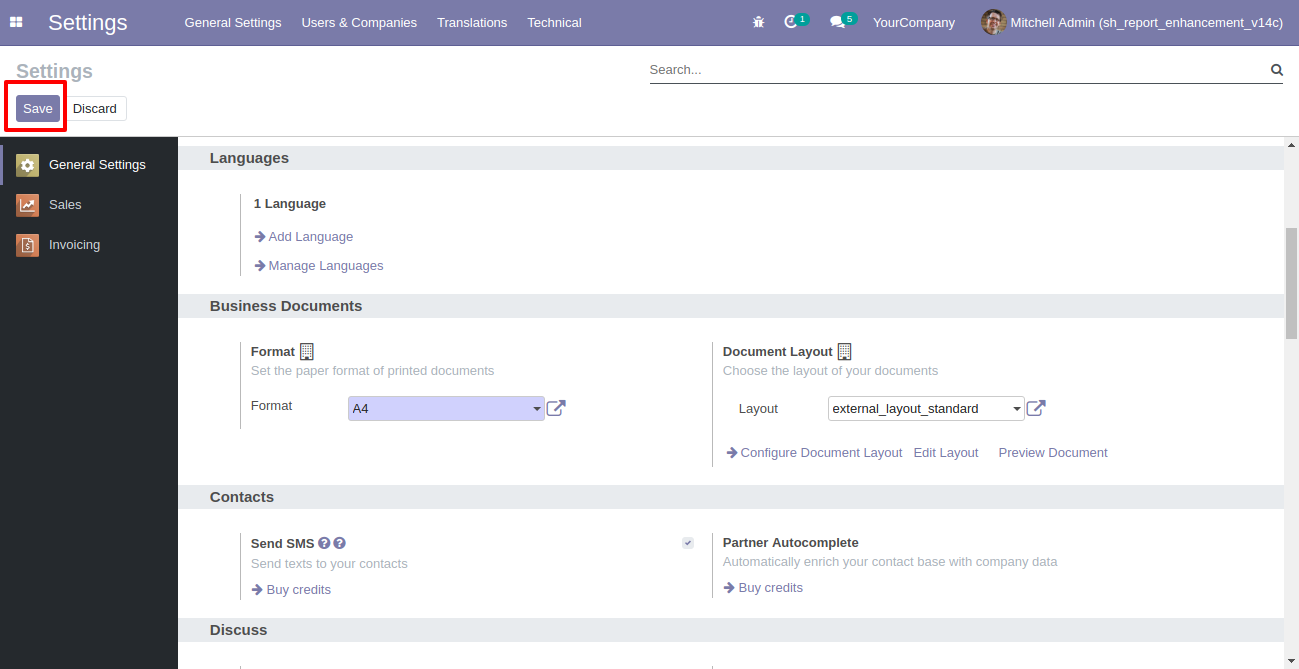 Settings General Settings Users & Companies Translations Technical 1 5 YourCompany Mitchell Admin (sh_report_enhancement_v14c)
Settings
Search...
Save Discard
General Settings
Sales
Invoicing
Languages
1 Language
Add Language
Manage Languages
Business Documents
Format
Set the paper format of printed documents
Format A4
Document Layout
Choose the layout of your documents
Layout external_layout_standard
Configure Document Layout Edit Layout Preview Document
Contacts
Send SMS ? ?
Send texts to your contacts
Buy credits
Partner Autocomplete
Automatically enrich your contact base with company data
Buy credits
Discuss